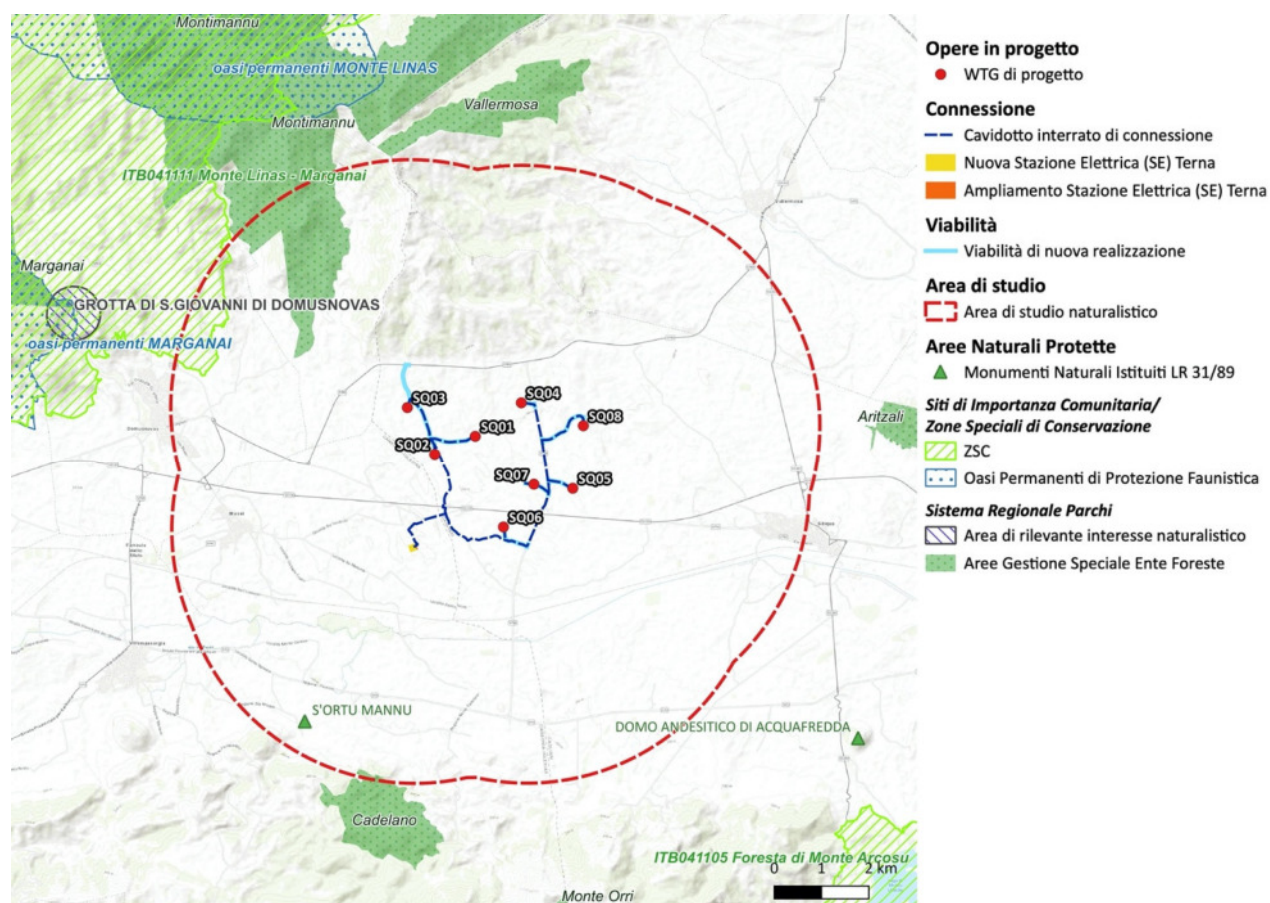 Montimannu
oasi permanenti MONTE LINAS
Vallermosa
Montimannu
ITB041111 Monte Linas - Marganai
Marganai
GROTTA DI S.GIOVANNI DI DOMUSNOVAS
oasi permanenti MARGANAI
SQ03
SQ04
SQ08
SQ01
SQ02
SQ07
SQ05
SQ06
Aritzali
S'ORTU MANNU
DOMO ANDESITICO DI ACQUAFREDDA
Cadelano
ITB041105 Foresta di Monte Arcosu
0 1 2 km
Monte Orri
Opere in progetto
WTG di progetto
Connessione
Cavidotto interrato di connessione
Nuova Stazione Elettrica (SE) Terna
Ampliamento Stazione Elettrica (SE) Terna
Viabilità
Viabilità di nuova realizzazione
Area di studio
Area di studio naturalistico
Aree Naturali Protette
Monumenti Naturali Istituiti LR 31/89
Siti di Importanza Comunitaria/
Zone Speciali di Conservazione
ZSC
Oasi Permanenti di Protezione Faunistica
Sistema Regionale Parchi
Area di rilevante interesse naturalistico
Aree Gestione Speciale Ente Foreste